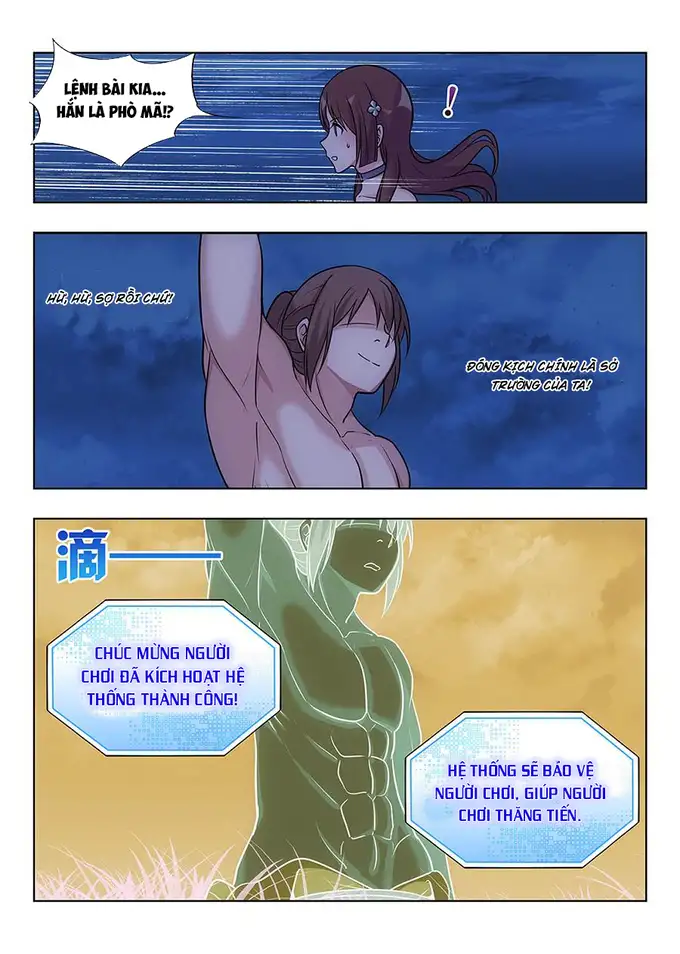 LỆNH BÀI KIA...
HẮN LÀ PHÒ MÃ!?
!
HỪ, HỪ, SỢ RỒI CHỨ!
ĐÓNG KỊCH CHÍNH LÀ SỞ
TRƯỜNG CỦA TA!
滴——
CHÚC MỪNG NGƯỜI
CHƠI ĐÃ KÍCH HOẠT HỆ
THỐNG THÀNH CÔNG!
HỆ THỐNG SẼ BẢO VỆ
NGƯỜI CHƠI, GIÚP NGƯỜI
CHƠI THĂNG TIẾN.